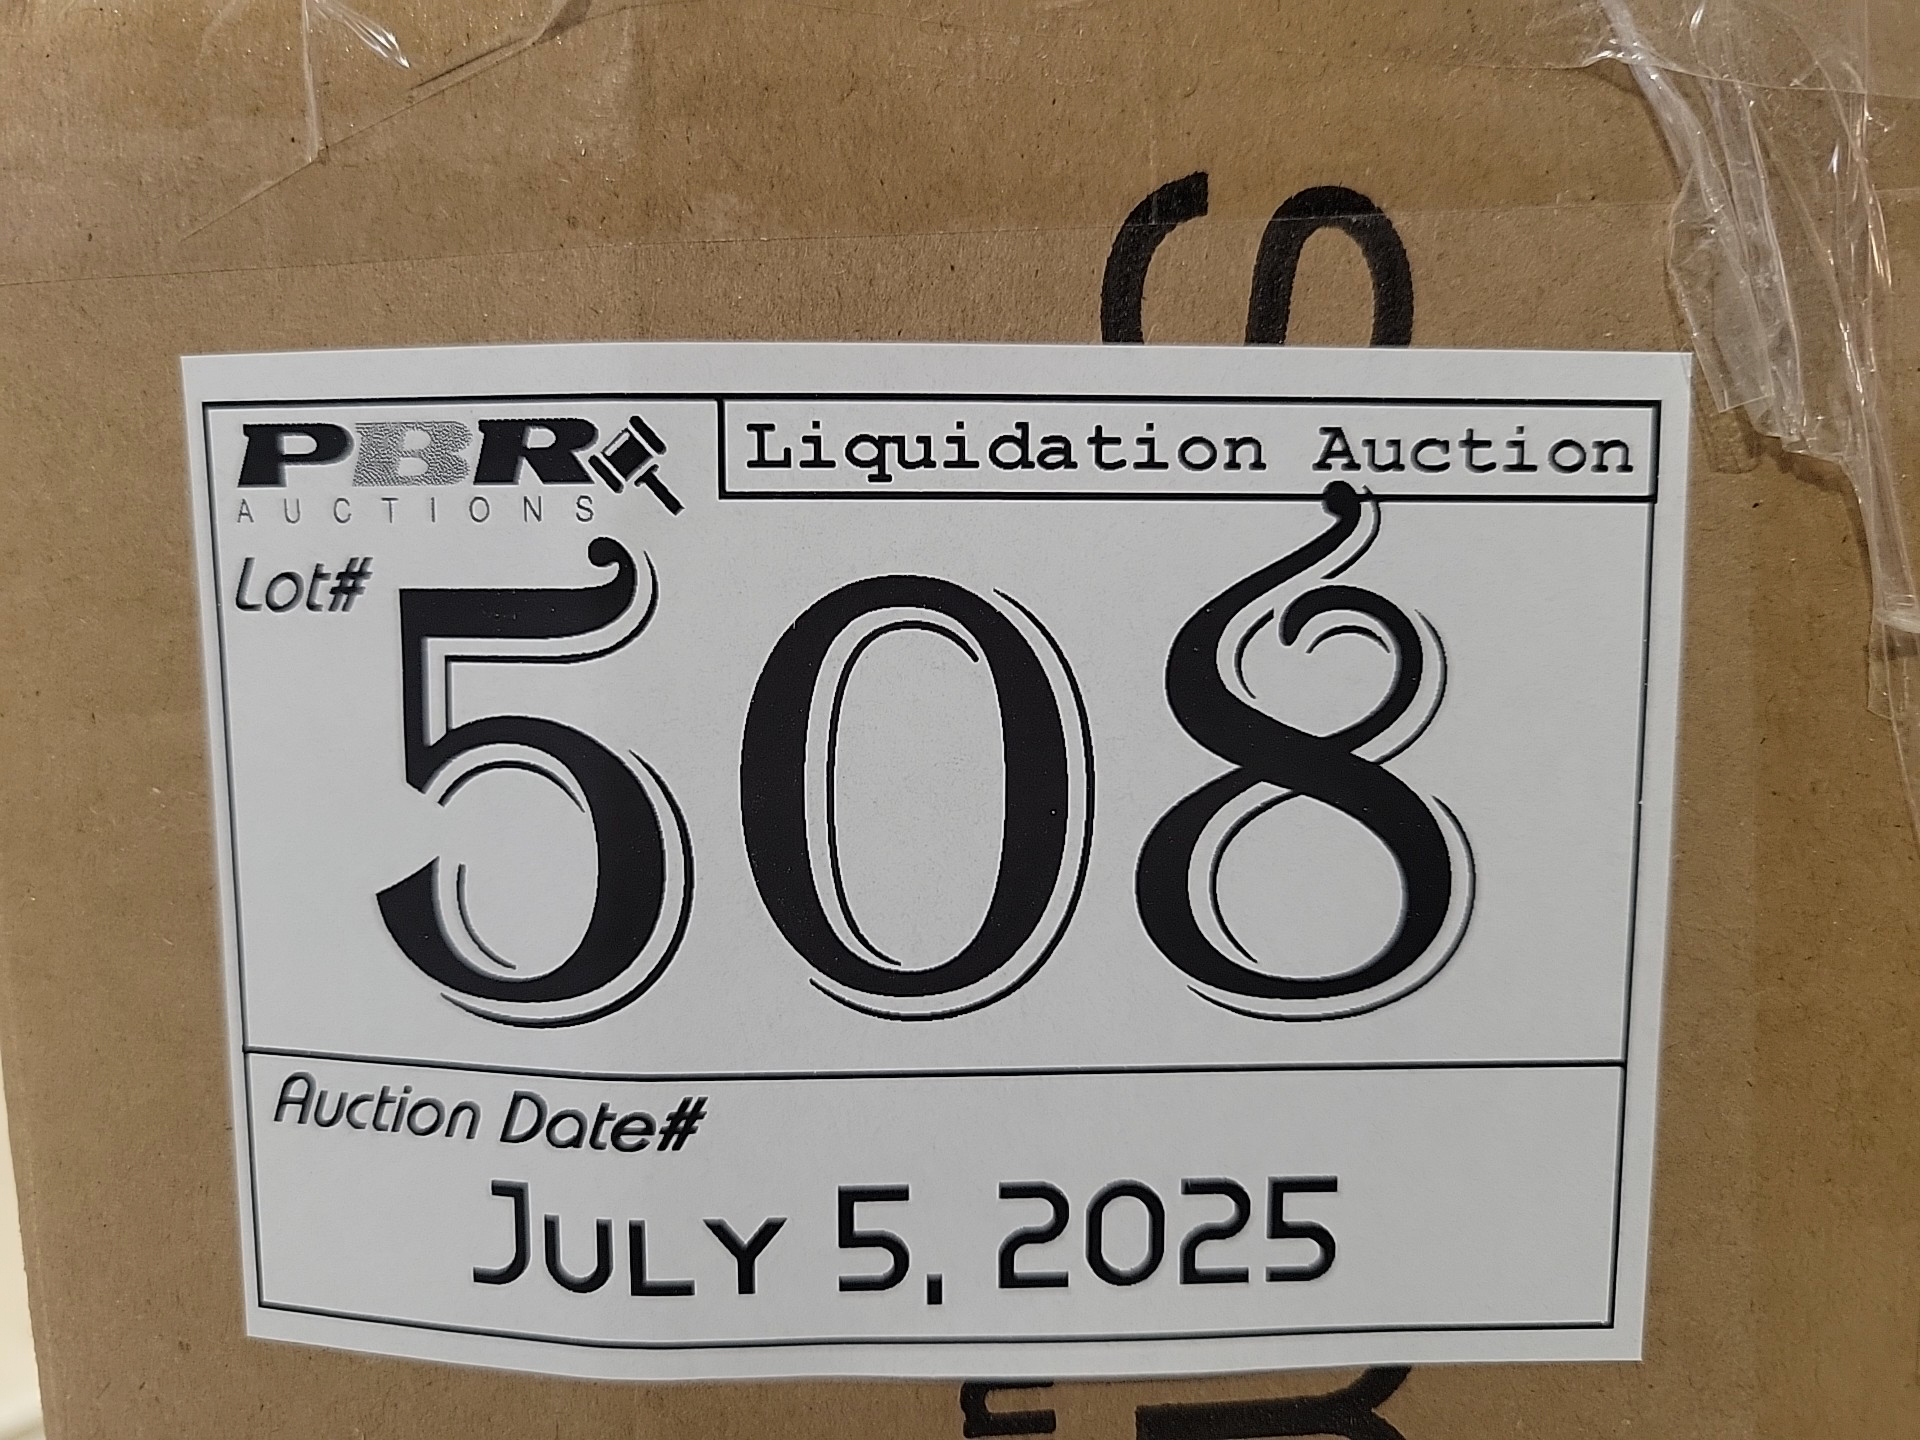 PBR
AUCTIONS
Liquidation Auction
Lot#
508
Auction Date#
JULY 5, 2025